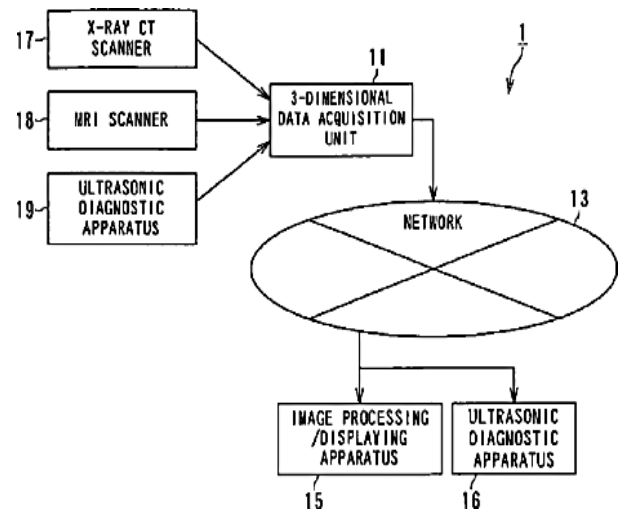 17
X-RAY CT
SCANNER
18
MRI SCANNER
19
ULTRASONIC
DIAGNOSTIC
APPARATUS
11
3-DIMENSIONAL
DATA ACQUISITION
UNIT
1
NETWORK
13
IMAGE PROCESSING
/DISPLAYING
APPARATUS
15
ULTRASONIC
DIAGNOSTIC
APPARATUS
16